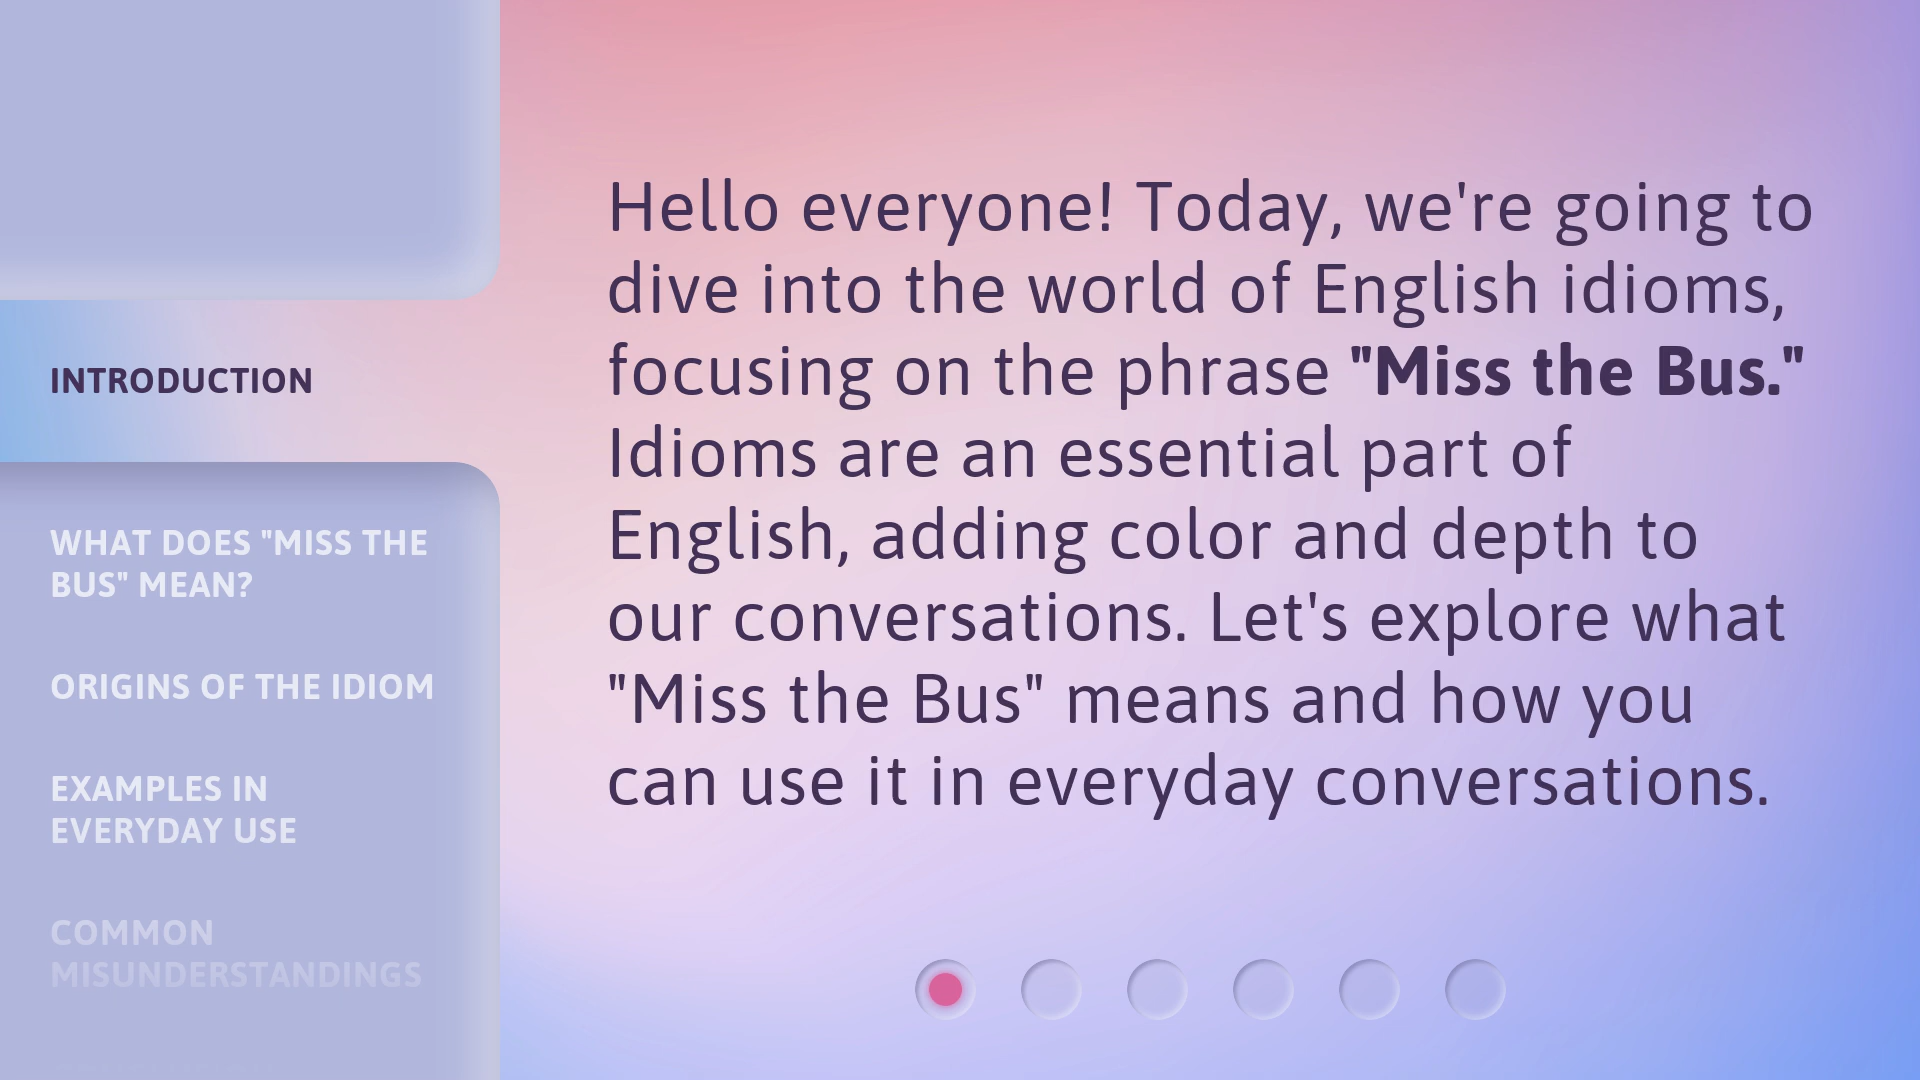 INTRODUCTION
WHAT DOES "MISS THE
BUS" MEAN?
ORIGINS OF THE IDIOM
EXAMPLES IN
EVERYDAY USE
COMMON
MISUNDERSTANDINGS
Hello everyone! Today, we're going to
dive into the world of English idioms,
focusing on the phrase "Miss the Bus."
Idioms are an essential part of
English, adding color and depth to
our conversations. Let's explore what
"Miss the Bus" means and how you
can use it in everyday conversations.